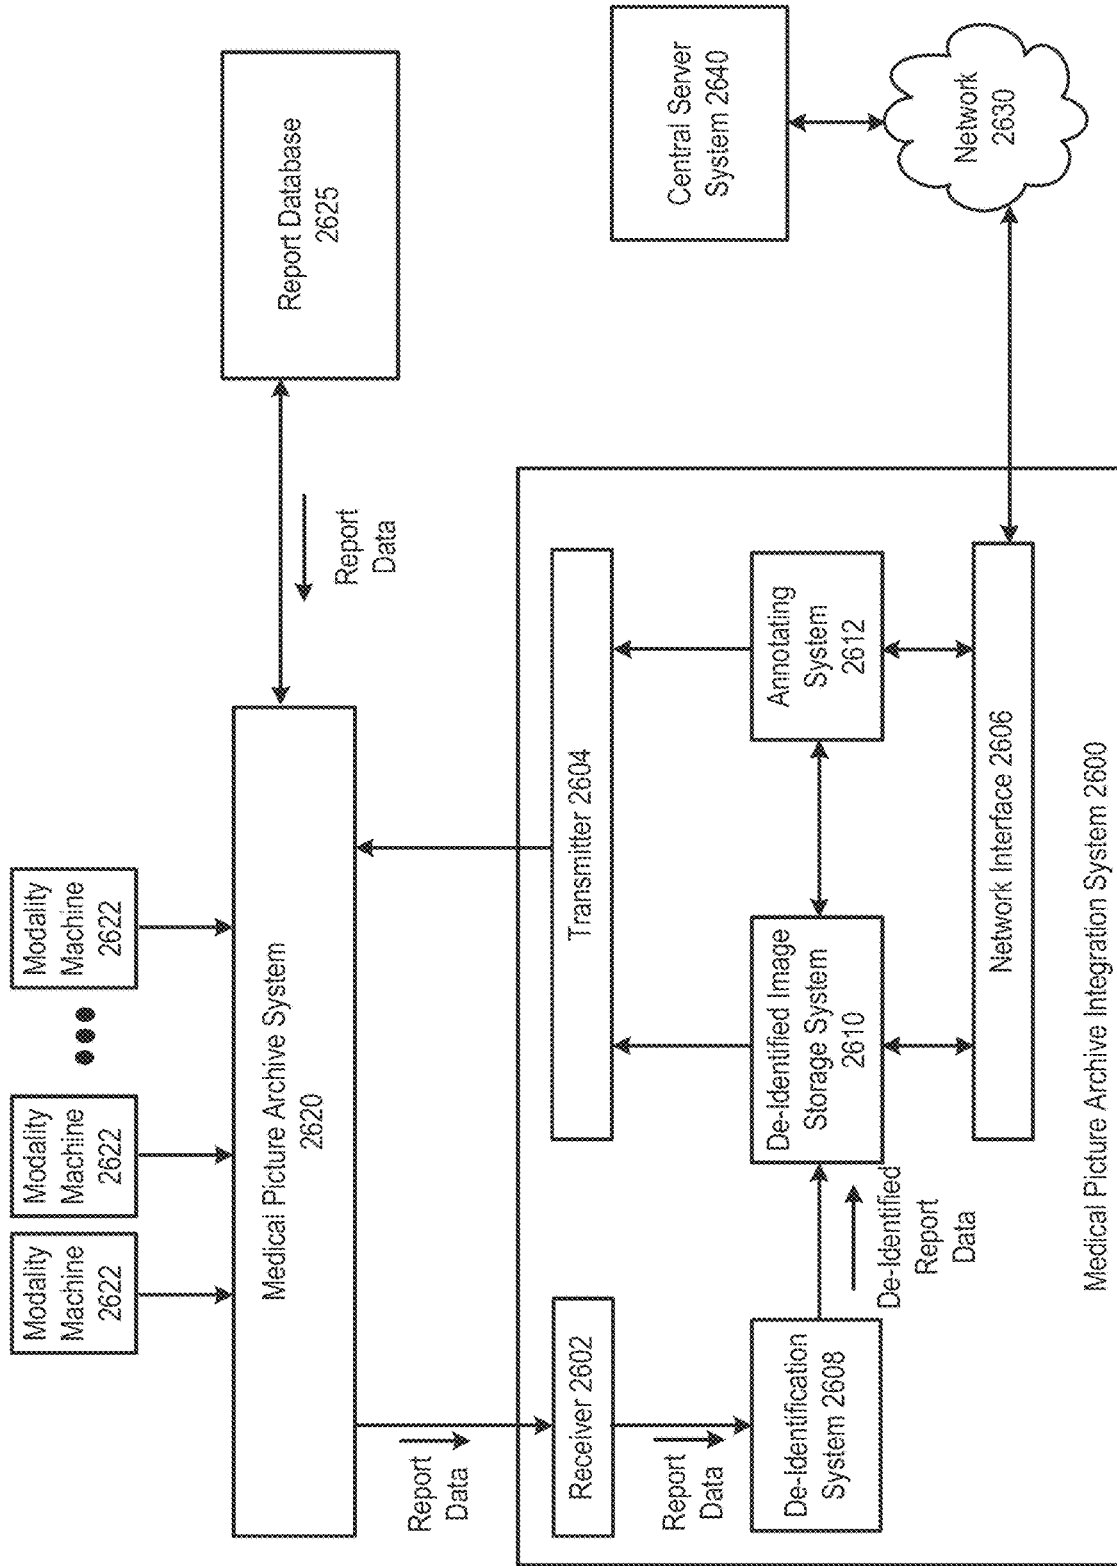 Modality
Machine
2622
Modality
Machine
2622
Modality
Machine
2622
Medical Picture Archive System
2620
Report Database
2625
Report
Data
Report
Data
Receiver 2602
Report
Data
De-Identification
System 2608
De-Identified
Report
Data
Transmitter 2604
De-Identified Image
Storage System
2610
Annotating
System
2612
Network Interface 2606
Medical Picture Archive Integration System 2600
Central Server
System 2640
Network
2630